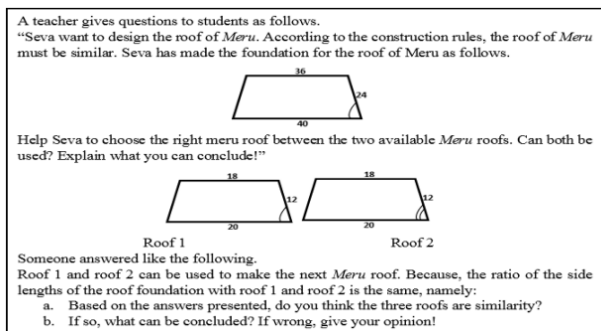 A teacher gives questions to students as follows.
“Seva want to design the roof of Meru. According to the construction rules, the roof of Meru
must be similar. Seva has made the foundation for the roof of Meru as follows.
36
24
40
Help Seva to choose the right meru roof between the two available Meru roofs. Can both be
used? Explain what you can conclude!”
18 18
12 12
20 20
Roof 1 Roof 2
Someone answered like the following.
Roof 1 and roof 2 can be used to make the next Meru roof. Because, the ratio of the side
lengths of the roof foundation with roof 1 and roof 2 is the same, namely:
a. Based on the answers presented, do you think the three roofs are similarity?
b. If so, what can be concluded? If wrong, give your opinion!